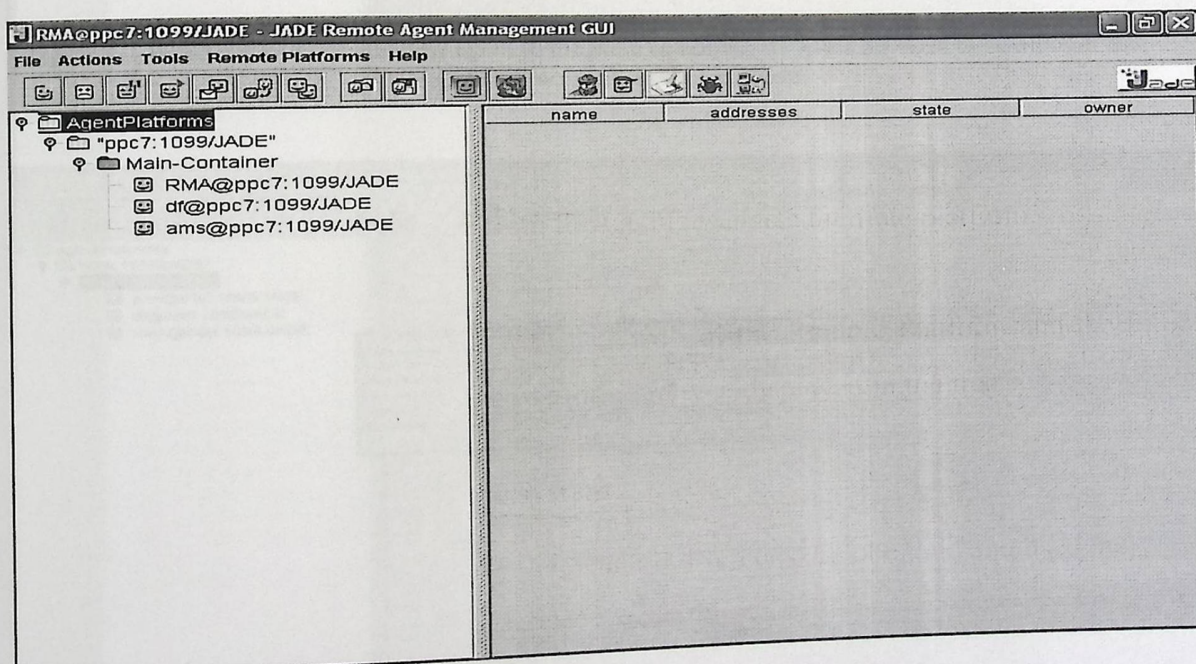 RMA@ppc7:1099/JADE - JADE Remote Agent Management GUI
File Actions Tools Remote Platforms Help
Jade
name addresses state owner
AgentPlatforms
"ppc7:1099/JADE"
Main-Container
RMA@ppc7:1099/JADE
df@ppc7:1099/JADE
ams@ppc7:1099/JADE